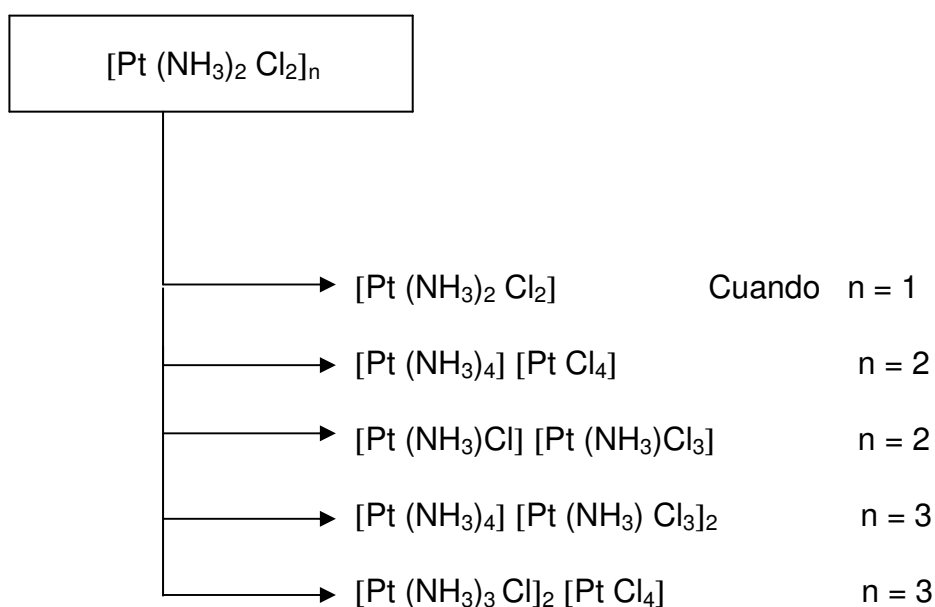 [Pt (NH₃)₂ Cl₂]ₙ
[Pt (NH₃)₂ Cl₂] Cuando n = 1
[Pt (NH₃)₄] [Pt Cl₄] n = 2
[Pt (NH₃)Cl] [Pt (NH₃)Cl₃] n = 2
[Pt (NH₃)₄] [Pt (NH₃) Cl₃]₂ n = 3
[Pt (NH₃)₃ Cl]₂ [Pt Cl₄] n = 3